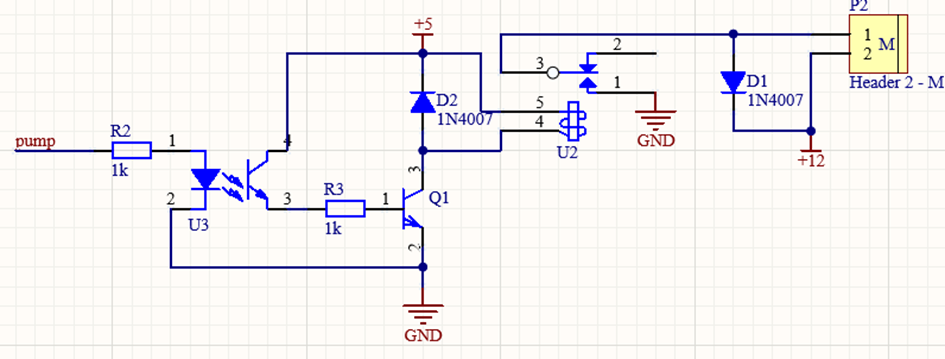 P2
+5
1
2
M
Header 2 - M
2
3
1
GND
D1
1N4007
+12
D2
1N4007
5
4
U2
pump
R2
1k
1
2
U3
4
3
R3
1k
1
3
Q1
2
GND